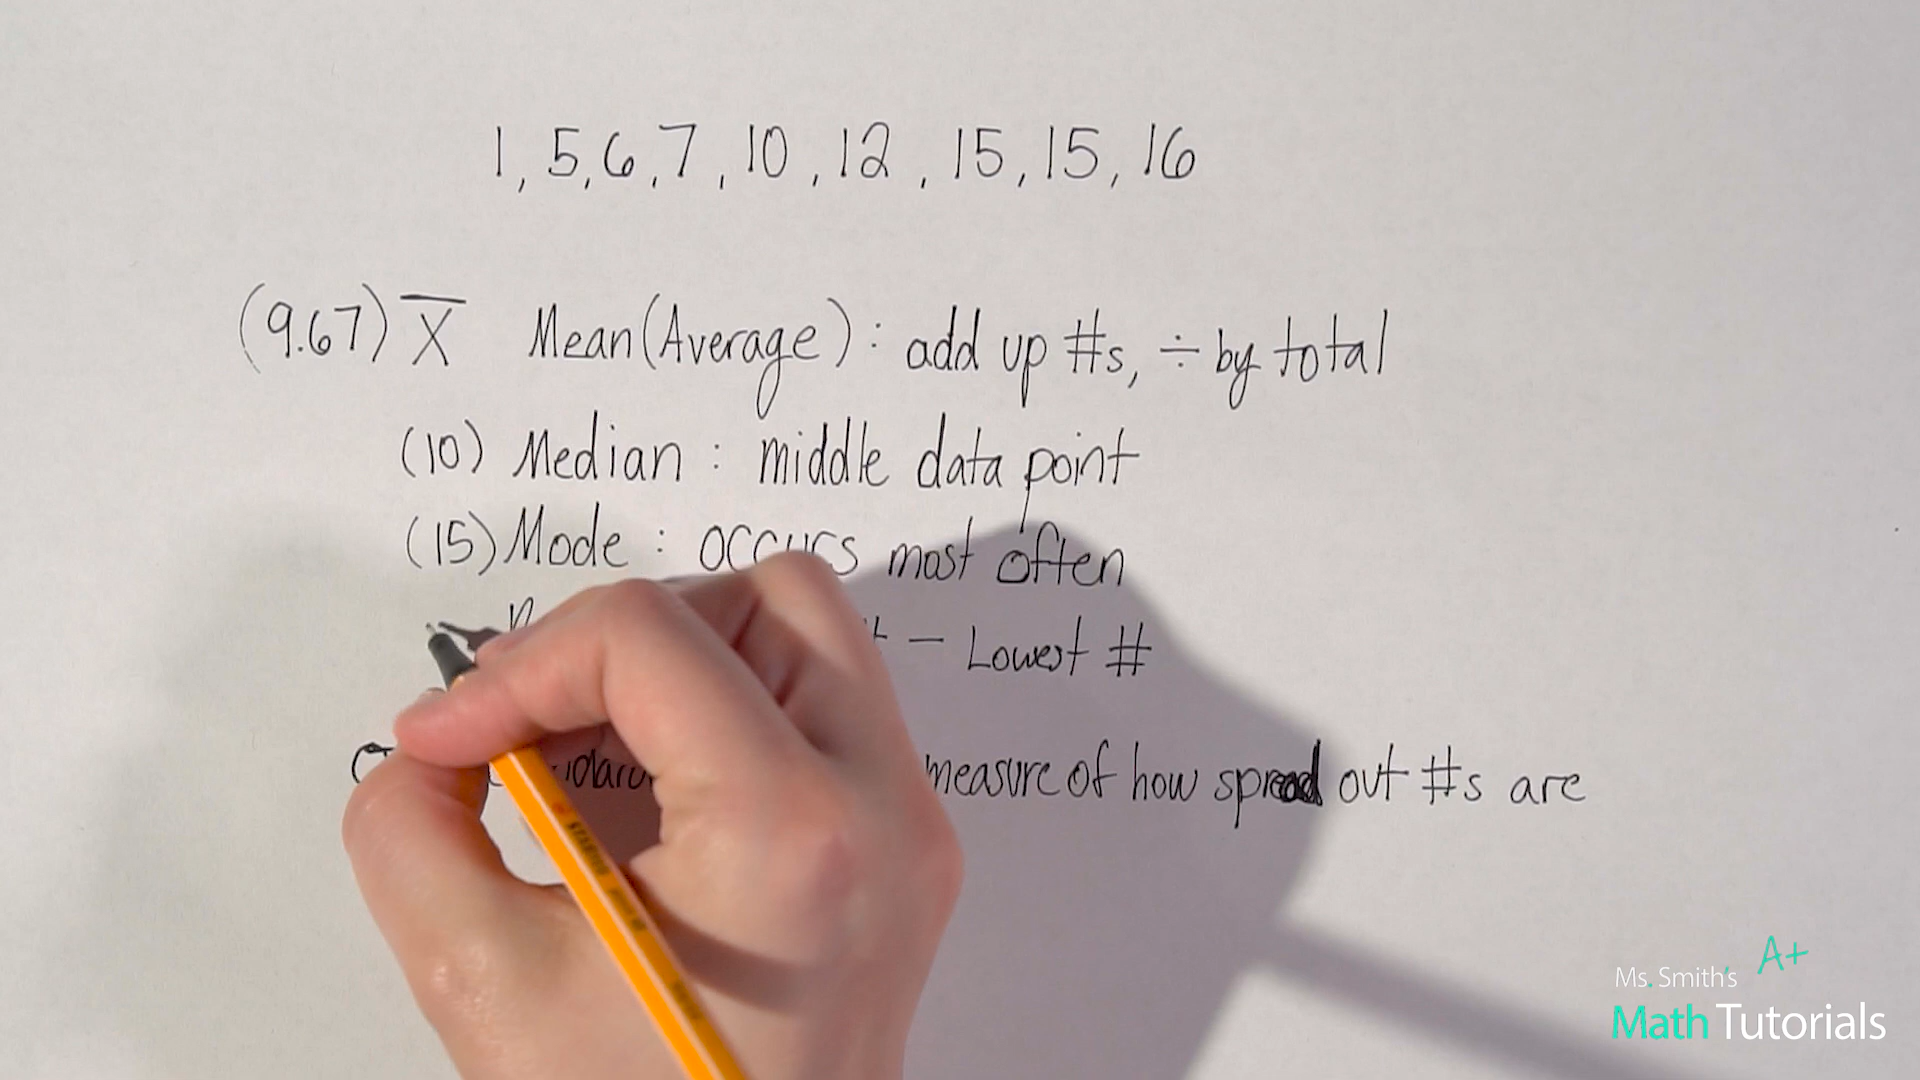 1, 5, 6, 7, 10, 12, 15, 15, 16
(9.67) X̅ Mean (Average) : add up #s, ÷ by total
(10) Median : middle data point
(15) Mode : occurs most often
– Lowest #
measure of how spread out #s are
A+
Ms. Smith's
Math Tutorials